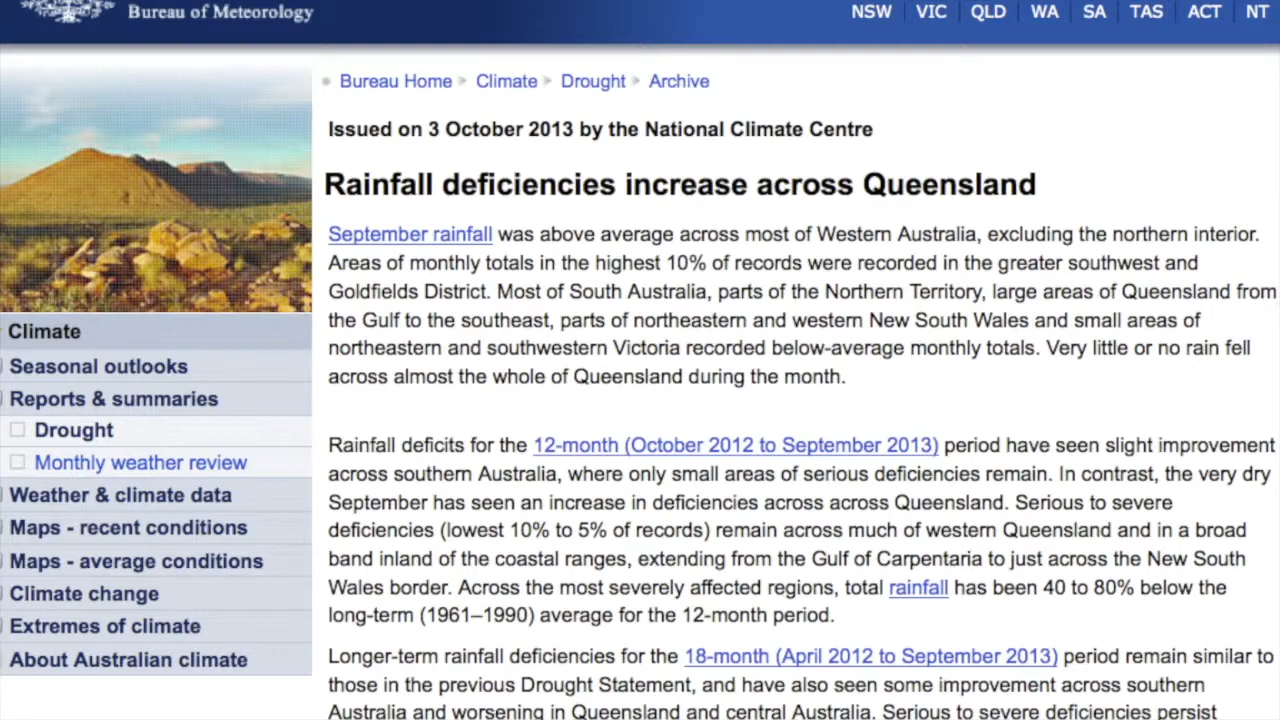 Bureau of Meteorology
NSW VIC QLD WA SA TAS ACT NT
Bureau Home Climate Drought Archive
Issued on 3 October 2013 by the National Climate Centre
Rainfall deficiencies increase across Queensland
September rainfall was above average across most of Western Australia, excluding the northern interior.
Areas of monthly totals in the highest 10% of records were recorded in the greater southwest and
Goldfields District. Most of South Australia, parts of the Northern Territory, large areas of Queensland from
the Gulf to the southeast, parts of northeastern and western New South Wales and small areas of
northeastern and southwestern Victoria recorded below-average monthly totals. Very little or no rain fell
across almost the whole of Queensland during the month.
Rainfall deficits for the 12-month (October 2012 to September 2013) period have seen slight improvement
across southern Australia, where only small areas of serious deficiencies remain. In contrast, the very dry
September has seen an increase in deficiencies across across Queensland. Serious to severe
deficiencies (lowest 10% to 5% of records) remain across much of western Queensland and in a broad
band inland of the coastal ranges, extending from the Gulf of Carpentaria to just across the New South
Wales border. Across the most severely affected regions, total rainfall has been 40 to 80% below the
long-term (1961–1990) average for the 12-month period.
Longer-term rainfall deficiencies for the 18-month (April 2012 to September 2013) period remain similar to
those in the previous Drought Statement, and have also seen some improvement across southern
Australia and worsening in Queensland and central Australia. Serious to severe deficiencies persist
Climate
Seasonal outlooks
Reports & summaries
Drought
Monthly weather review
Weather & climate data
Maps - recent conditions
Maps - average conditions
Climate change
Extremes of climate
About Australian climate